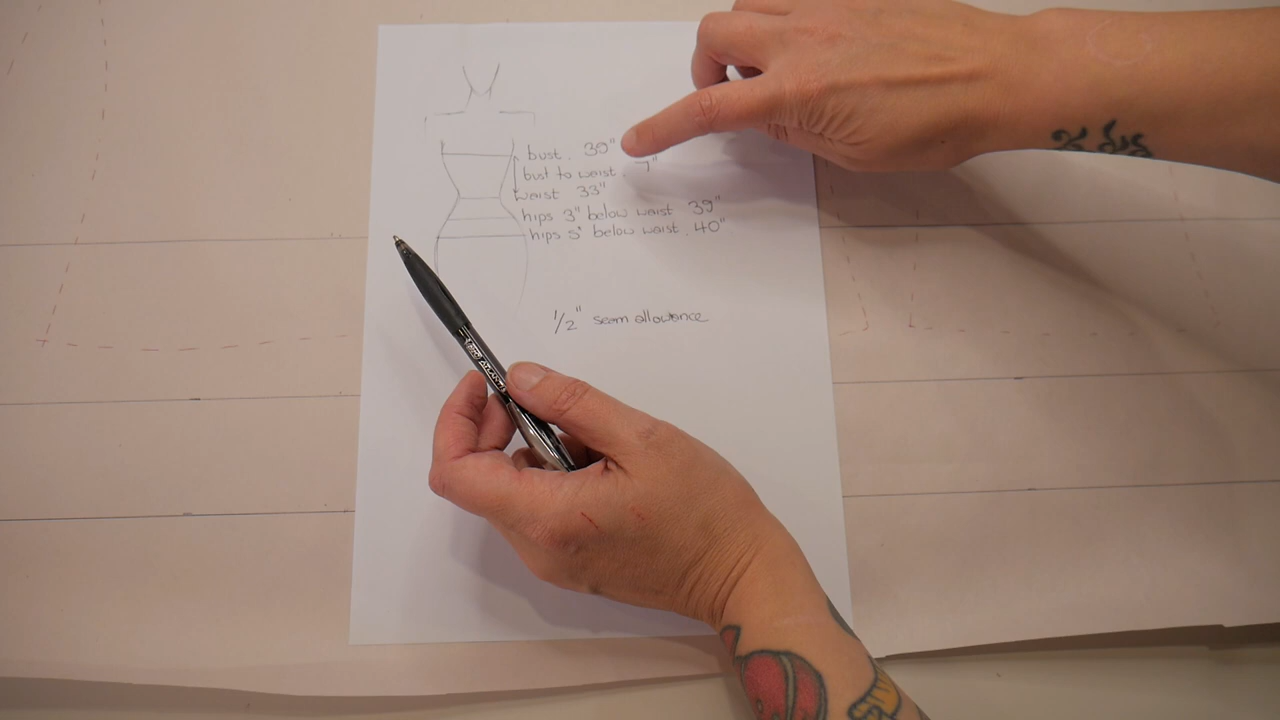 bust. 39"
bust to waist. 7"
waist 33"
hips 3" below waist 39"
hips 5" below waist. 40"
1/2" seam allowance